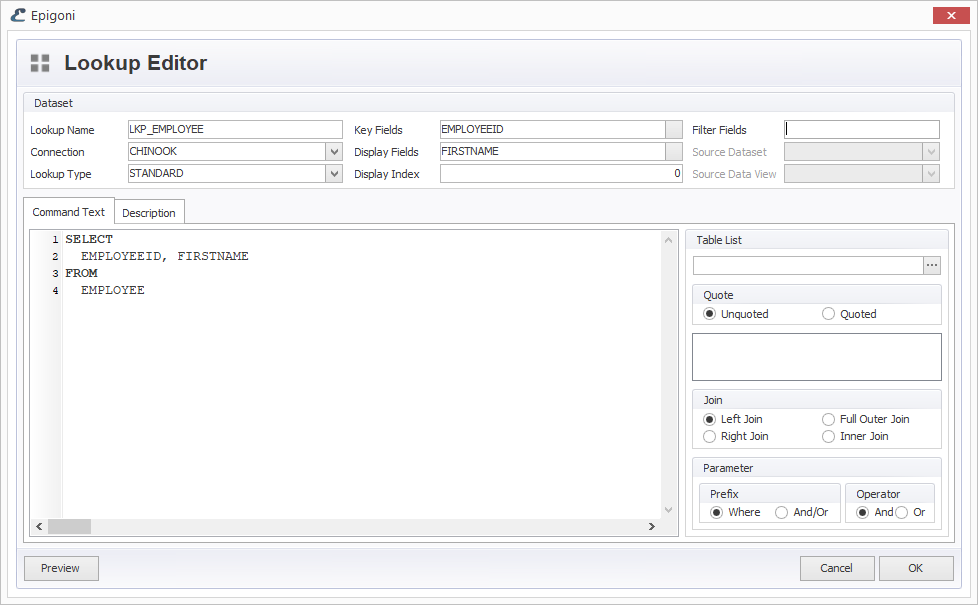 Epigoni
Lookup Editor
Dataset
Lookup Name LKP_EMPLOYEE Key Fields EMPLOYEEID Filter Fields
Connection CHINOOK Display Fields FIRSTNAME Source Dataset
Lookup Type STANDARD Display Index 0 Source Data View
Command Text Description
1 SELECT
2 EMPLOYEEID, FIRSTNAME
3 FROM
4 EMPLOYEE
Table List
...
Quote
Unquoted Quoted
Join
Left Join Full Outer Join
Right Join Inner Join
Parameter
Prefix Operator
Where And/Or And Or
Preview Cancel OK